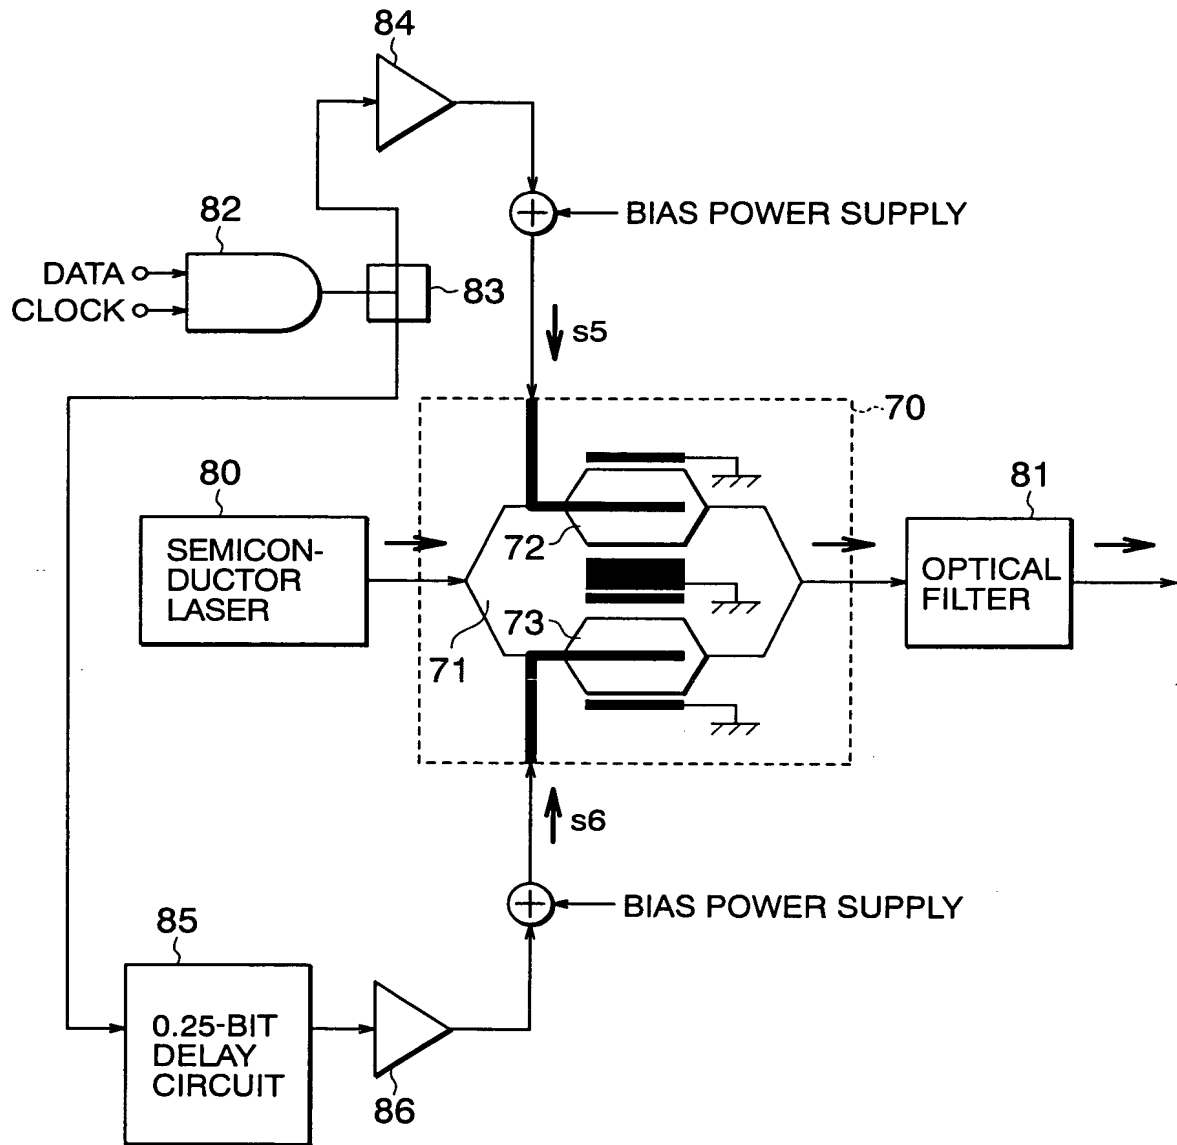 84
82
BIAS POWER SUPPLY
DATA
CLOCK
83
s5
70
80
81
SEMICON-
DUCTOR
LASER
72
OPTICAL
FILTER
73
71
s6
BIAS POWER SUPPLY
85
0.25-BIT
DELAY
CIRCUIT
86